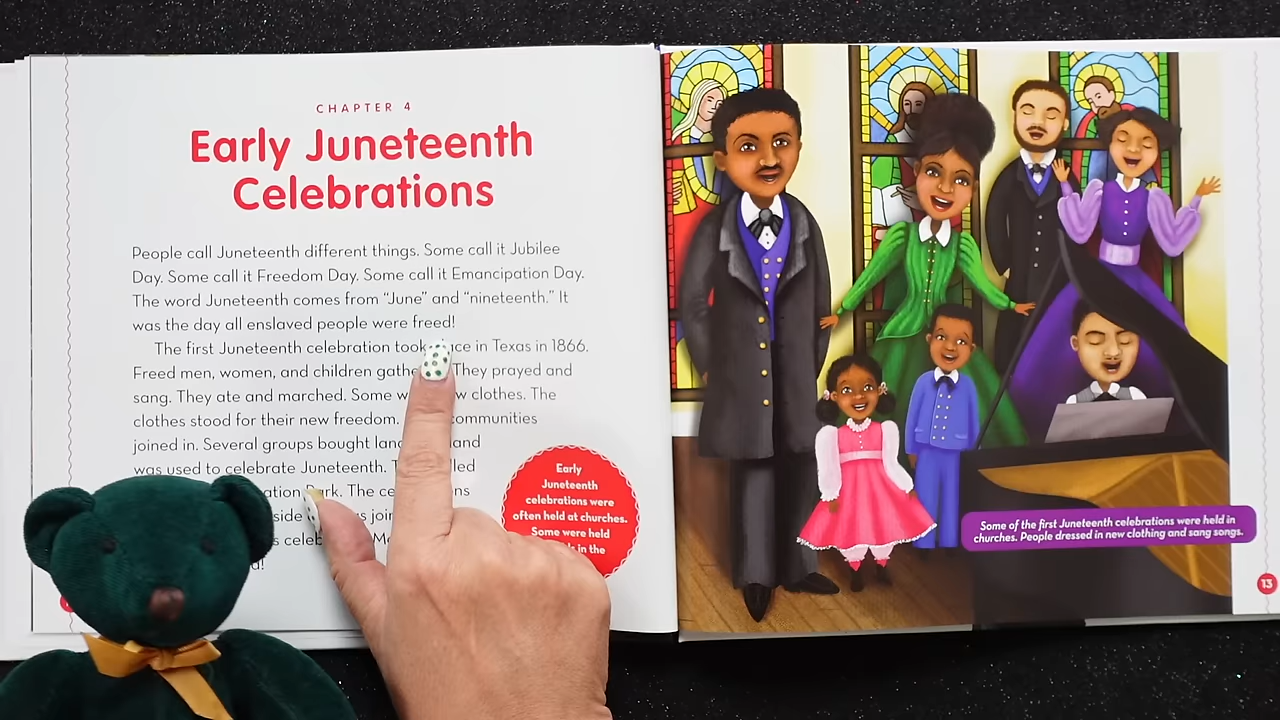 CHAPTER 4
Early Juneteenth
Celebrations
People call Juneteenth different things. Some call it Jubilee
Day. Some call it Freedom Day. Some call it Emancipation Day.
The word Juneteenth comes from “June” and “nineteenth.” It
was the day all enslaved people were freed!
The first Juneteenth celebration took in Texas in 1866.
Freed men, women, and children They prayed and
sang. They ate and marched. Some clothes. The
clothes stood for their new freedom. communities
joined in. Several groups bought
was used to celebrate Juneteenth.
Park. The
Early
Juneteenth
celebrations were
often held at churches.
Some were held
in the
Some of the first Juneteenth celebrations were held in
churches. People dressed in new clothing and sang songs.
13